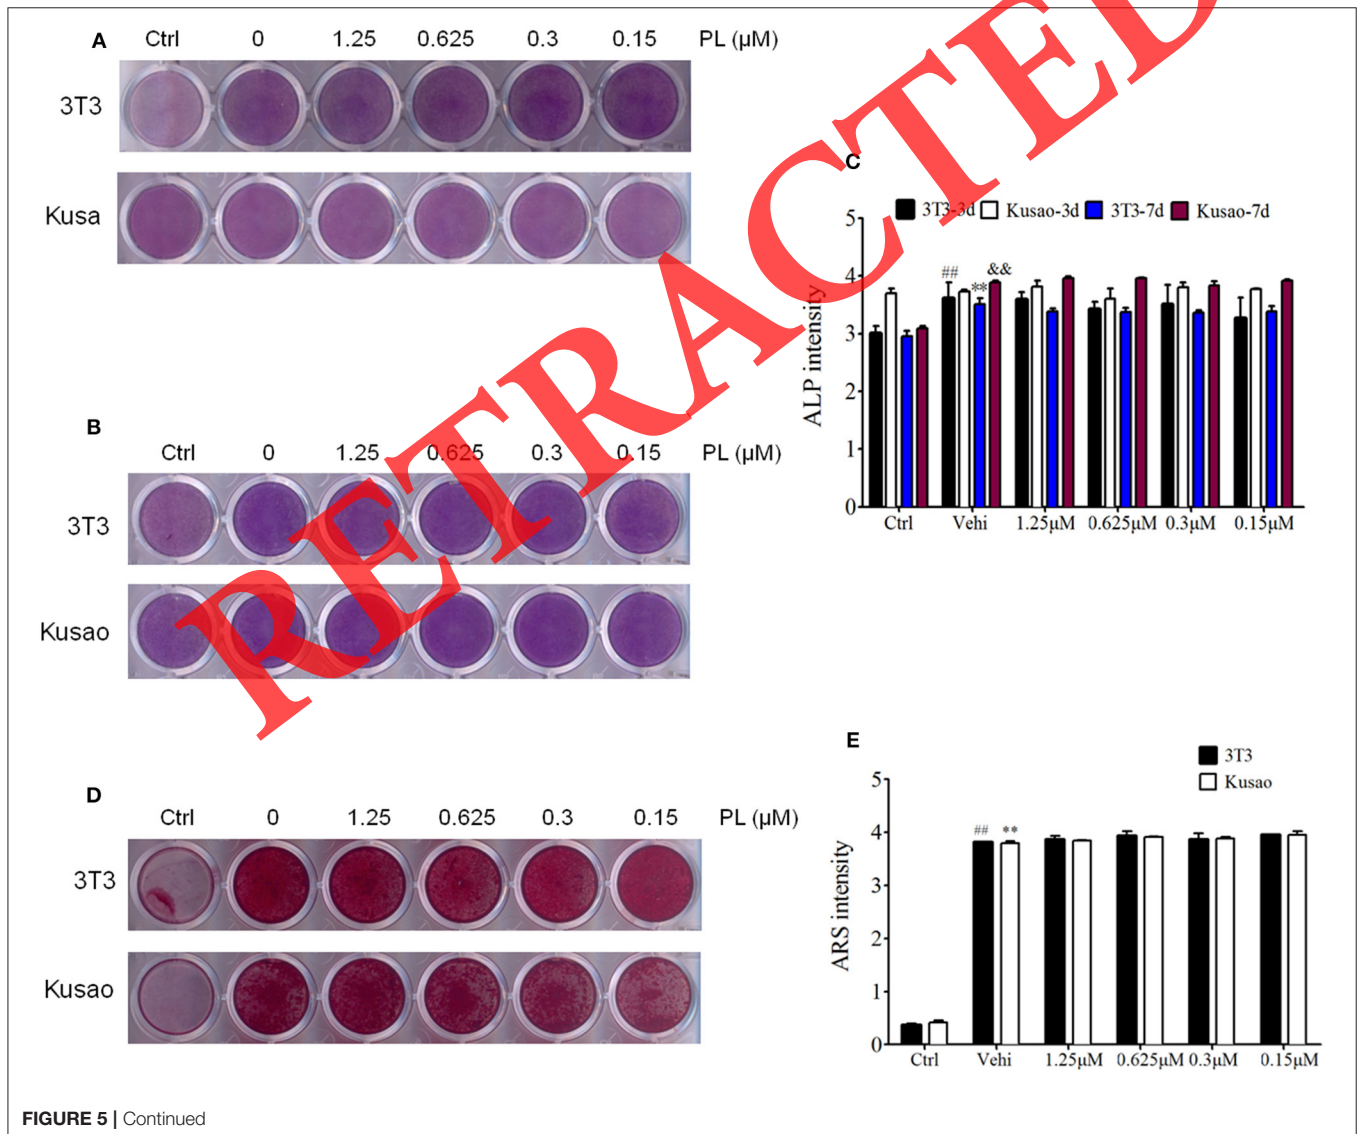 A
Ctrl 0 1.25 0.625 0.3 0.15 PL (µM)
3T3
Kusa
B
Ctrl 0 1.25 0.625 0.3 0.15 PL (µM)
3T3
Kusao
C
3T3-3d Kusao-3d 3T3-7d Kusao-7d
ALP intensity
5
4
3
2
1
0
## ** &&
Ctrl Vehi 1.25µM 0.625µM 0.3µM 0.15µM
D
Ctrl 0 1.25 0.625 0.3 0.15 PL (µM)
3T3
Kusao
E
3T3
Kusao
ARS intensity
5
4
3
2
1
0
## **
Ctrl Vehi 1.25µM 0.625µM 0.3µM 0.15µM
RETRACTED
FIGURE 5 | Continued